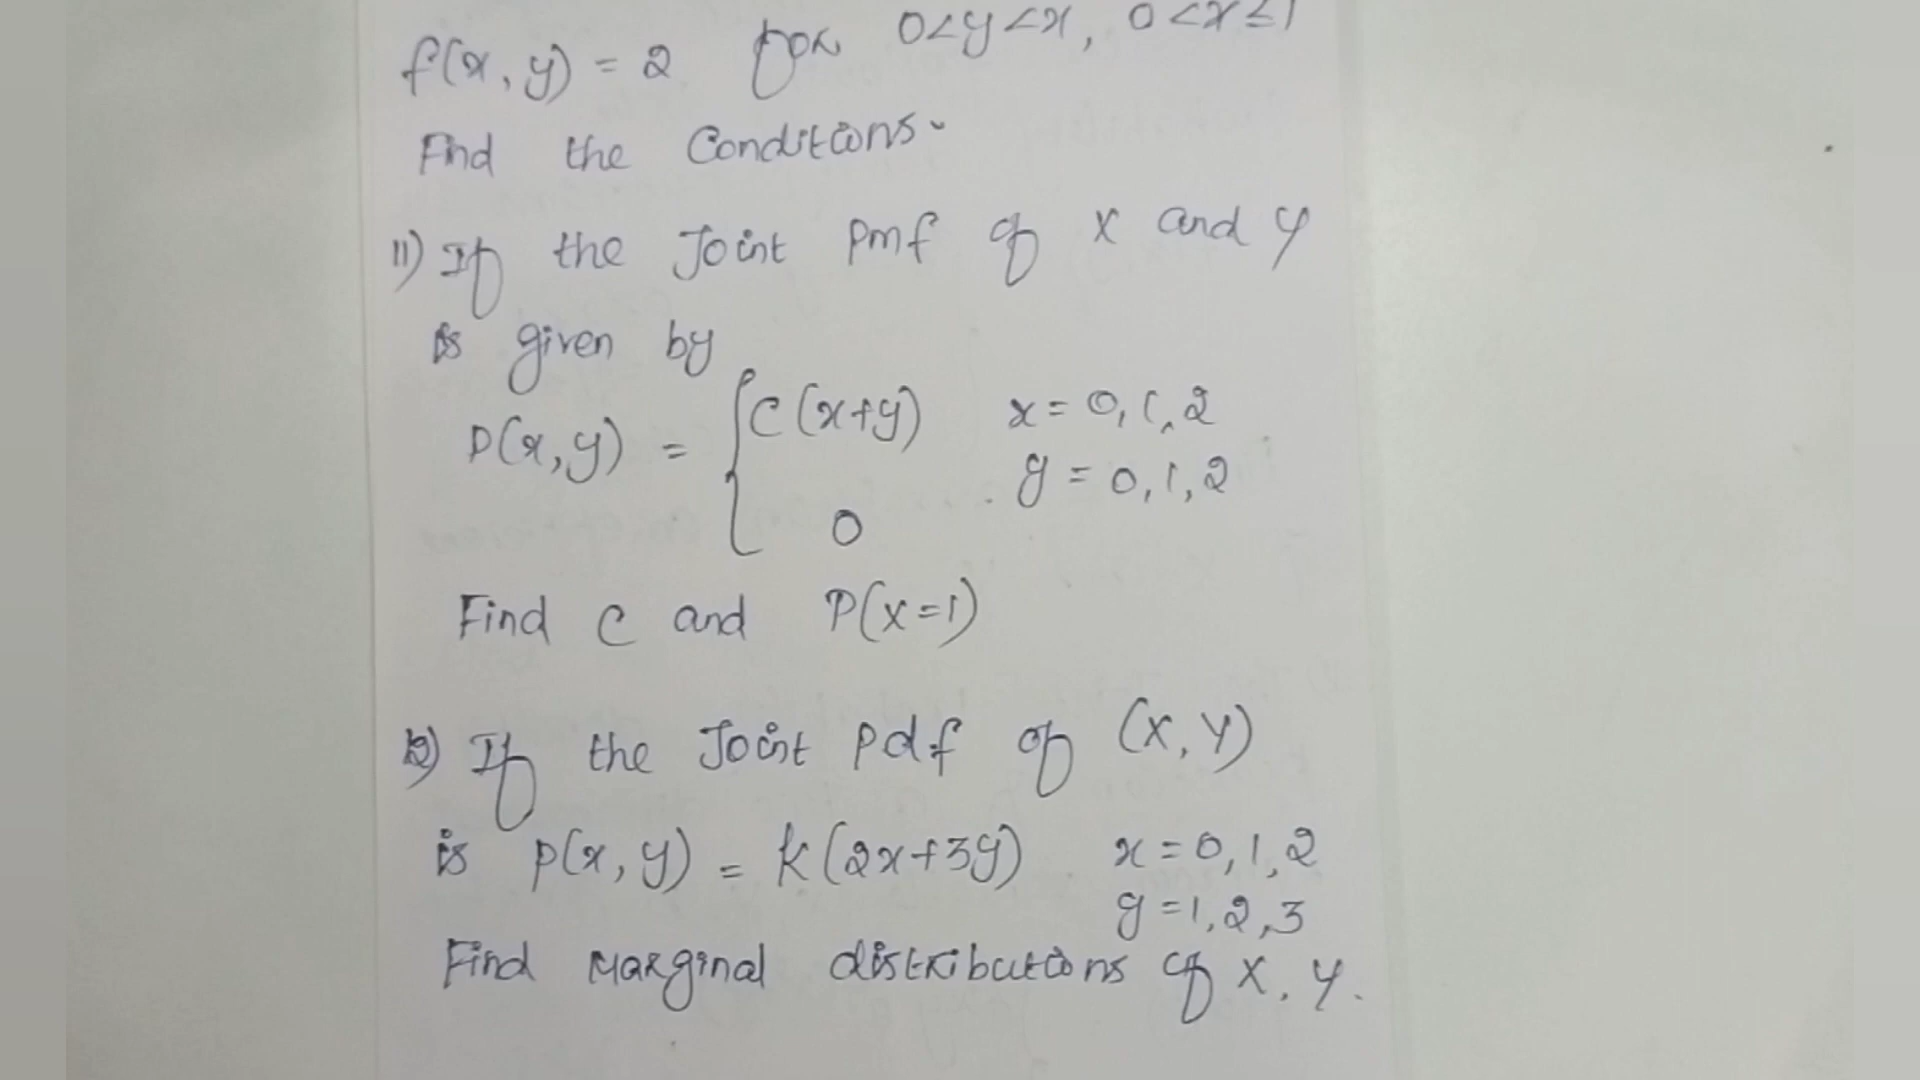 f(x, y) = 2 for 0<y<x, 0<x≤1
Find the Conditions.
11) If the Joint Pmf of X and Y
is given by
P(x, y) = { C(x+y) x = 0, 1, 2
y = 0, 1, 2
0
Find C and P(x=1)
12) If the Joint Pdf of (X, Y)
is p(x, y) = K(2x+3y) x = 0, 1, 2
y = 1, 2, 3
Find Marginal distributions of X, Y.